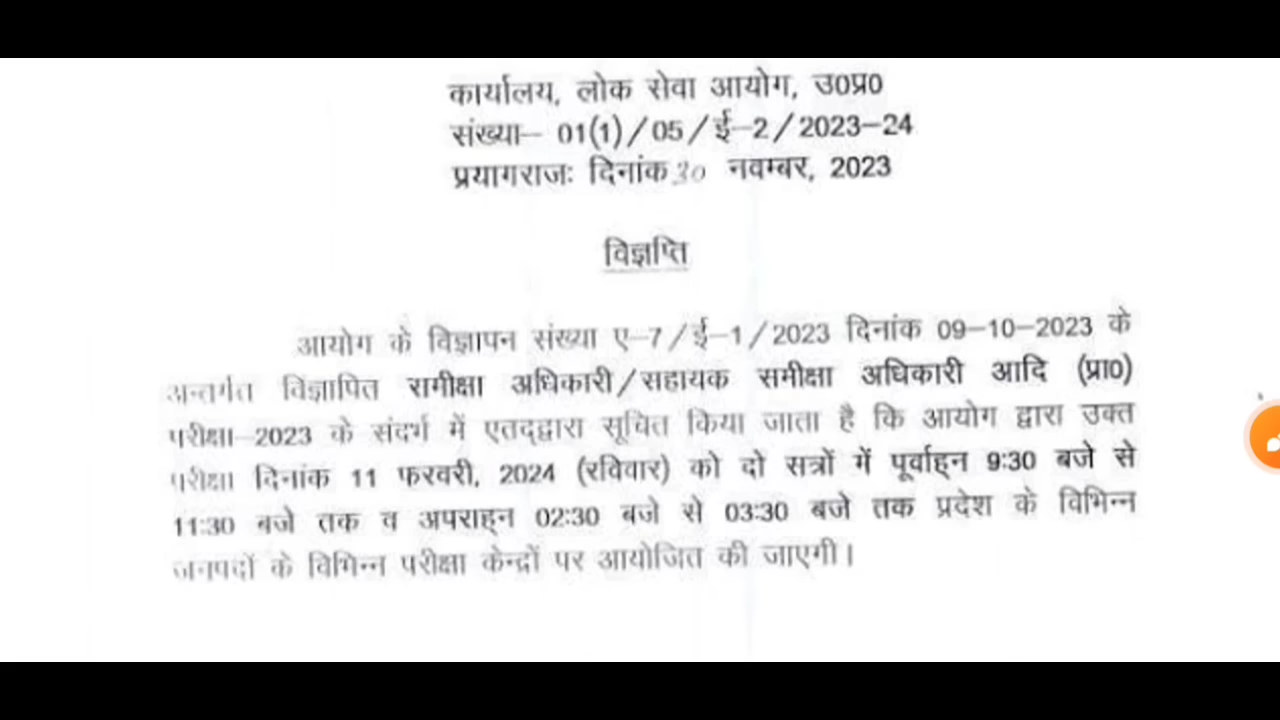 कार्यालय, लोक सेवा आयोग, उ0प्र0
संख्या– 01(1)/05/ई–2/2023–24
प्रयागराजः दिनांक 30 नवम्बर, 2023
विज्ञप्ति
आयोग के विज्ञापन संख्या ए–7/ई–1/2023 दिनांक 09–10–2023 के
अन्तर्गत विज्ञापित समीक्षा अधिकारी/सहायक समीक्षा अधिकारी आदि (प्रा0)
परीक्षा–2023 के संदर्भ में एतद्द्वारा सूचित किया जाता है कि आयोग द्वारा उक्त
परीक्षा दिनांक 11 फरवरी, 2024 (रविवार) को दो सत्रों में पूर्वाह्न 9:30 बजे से
11:30 बजे तक व अपराह्न 02:30 बजे से 03:30 बजे तक प्रदेश के विभिन्न
जनपदों के विभिन्न परीक्षा केन्द्रों पर आयोजित की जाएगी।